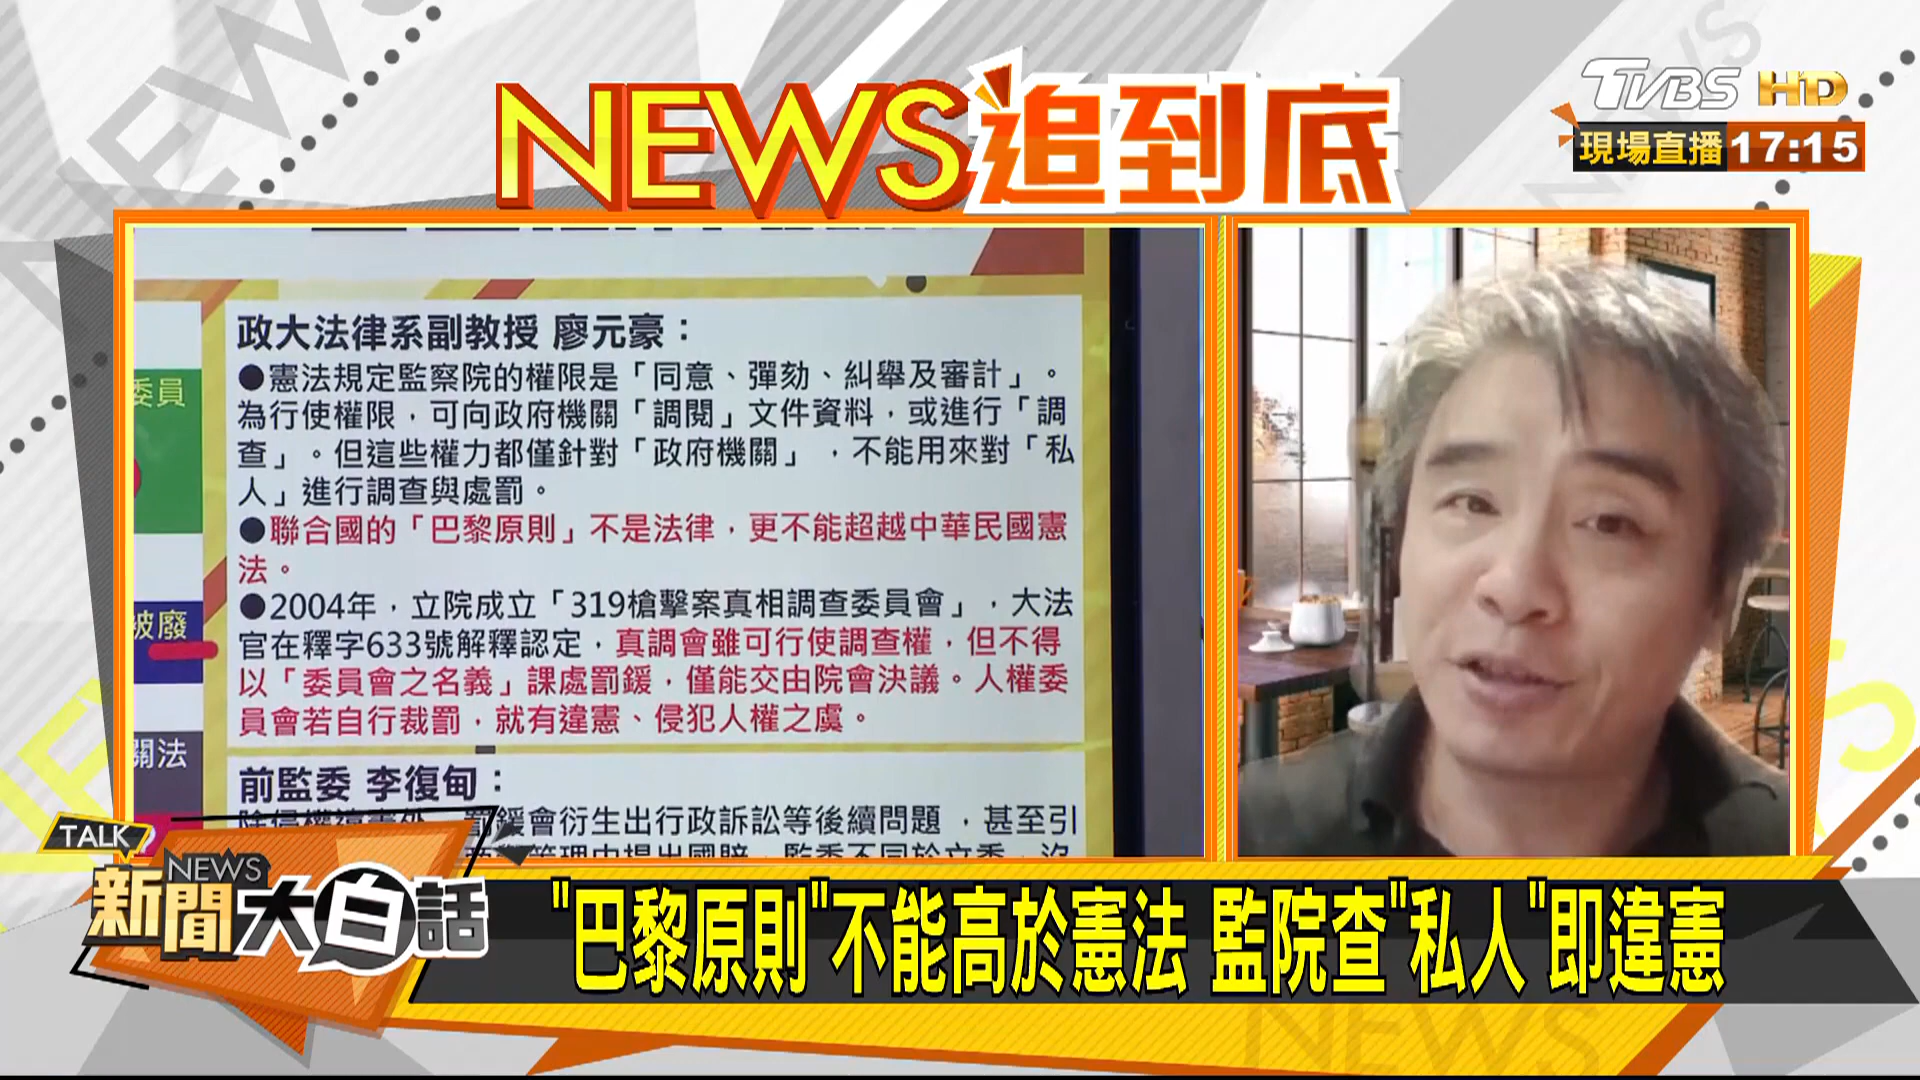 NEWS追到底
TVBS HD
現場直播 17:15
政大法律系副教授 廖元豪：
●憲法規定監察院的權限是「同意、彈劾、糾舉及審計」。
為行使權限，可向政府機關「調閱」文件資料，或進行「調
查」。但這些權力都僅針對「政府機關」，不能用來對「私
人」進行調查與處罰。
●聯合國的「巴黎原則」不是法律，更不能超越中華民國憲
法。
●2004年，立院成立「319槍擊案真相調查委員會」，大法
官在釋字633號解釋認定，真調會雖可行使調查權，但不得
以「委員會之名義」課處罰鍰，僅能交由院會決議。人權委
員會若自行裁罰，就有違憲、侵犯人權之虞。
前監委 李復甸：
罰鍰會衍生出行政訴訟等後續問題，甚至引
委員
被廢
關法
TALK
NEWS
新聞大白話
"巴黎原則"不能高於憲法 監院查"私人"即違憲